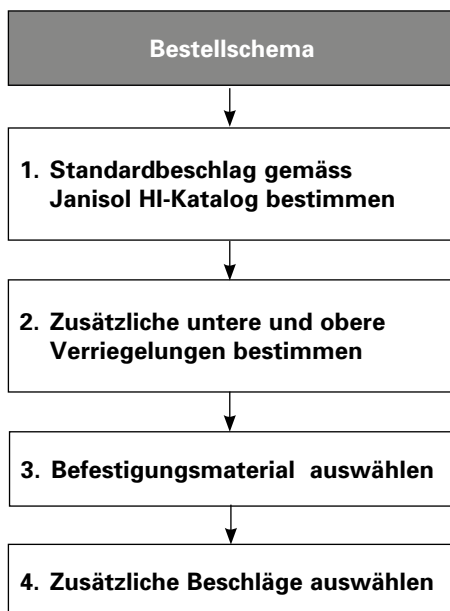 Bestellschema
1. Standardbeschlag gemäss
Janisol HI-Katalog bestimmen
2. Zusätzliche untere und obere
Verriegelungen bestimmen
3. Befestigungsmaterial auswählen
4. Zusätzliche Beschläge auswählen